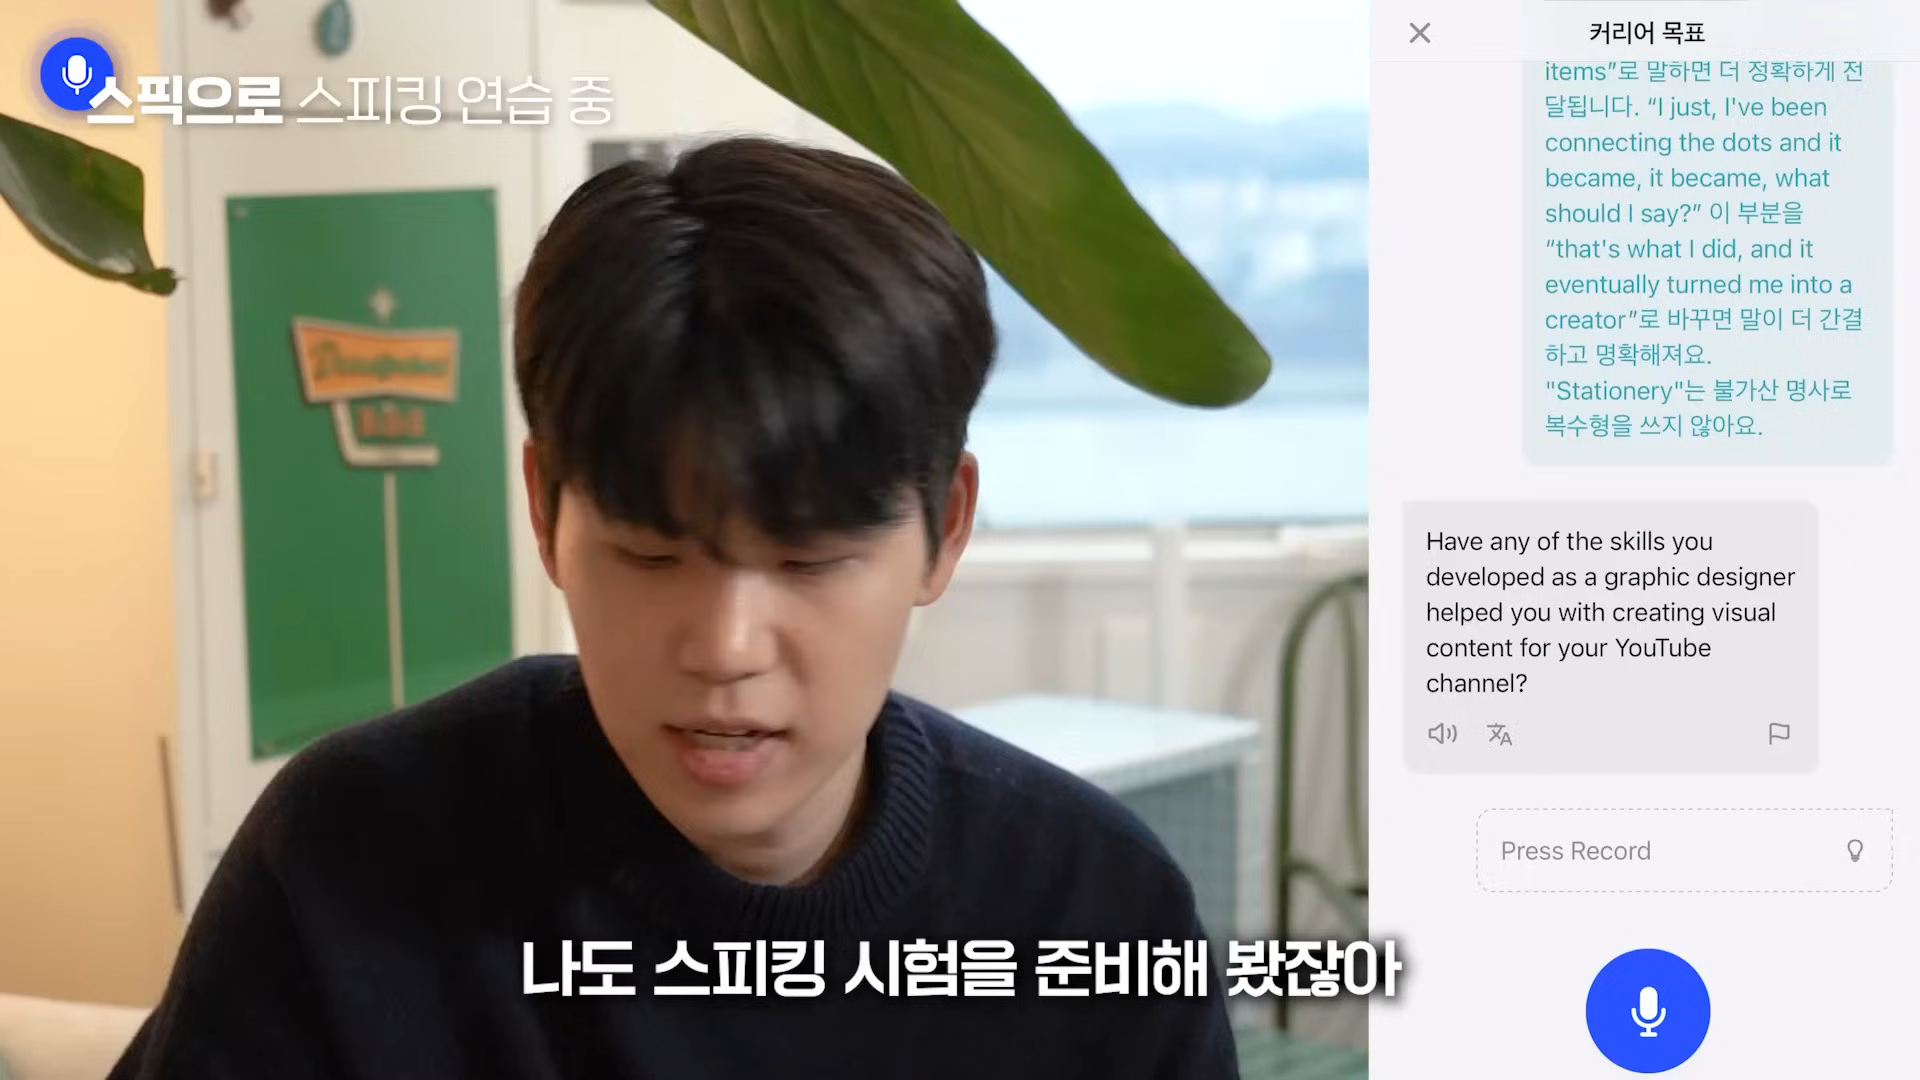 스픽으로 스피킹 연습 중
커리어 목표
items”로 말하면 더 정확하게 전
달됩니다. “I just, I've been
connecting the dots and it
became, it became, what
should I say?” 이 부분을
“that's what I did, and it
eventually turned me into a
creator”로 바꾸면 말이 더 간결
하고 명확해져요.
"Stationery"는 불가산 명사로
복수형을 쓰지 않아요.
Have any of the skills you
developed as a graphic designer
helped you with creating visual
content for your YouTube
channel?
Press Record
나도 스피킹 시험을 준비해 봤잖아